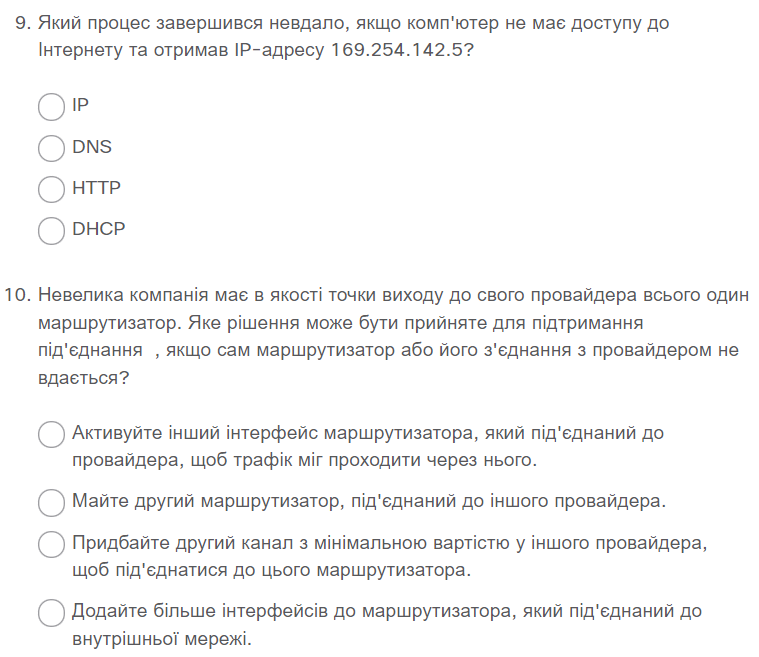 9. Який процес завершився невдало, якщо комп'ютер не має доступу до
Інтернету та отримав IP-адресу 169.254.142.5?
IP
DNS
HTTP
DHCP
10. Невелика компанія має в якості точки виходу до свого провайдера всього один
маршрутизатор. Яке рішення може бути прийняте для підтримання
під'єднання , якщо сам маршрутизатор або його з'єднання з провайдером не
вдається?
Активуйте інший інтерфейс маршрутизатора, який під'єднаний до
провайдера, щоб трафік міг проходити через нього.
Майте другий маршрутизатор, під'єднаний до іншого провайдера.
Придбайте другий канал з мінімальною вартістю у іншого провайдера,
щоб під'єднатися до цього маршрутизатора.
Додайте більше інтерфейсів до маршрутизатора, який під'єднаний до
внутрішньої мережі.